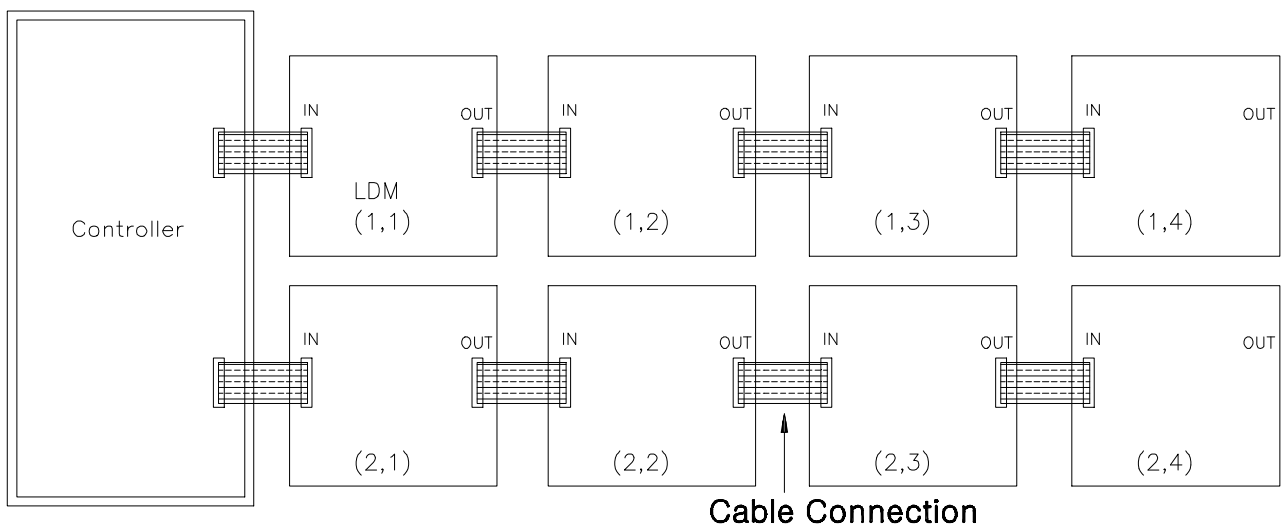 IN
OUT
IN
OUT
IN
OUT
IN
OUT
LDM
(1,1)
(1,2)
(1,3)
(1,4)
Controller
IN
OUT
IN
OUT
IN
OUT
IN
OUT
(2,1)
(2,2)
(2,3)
(2,4)
Cable Connection